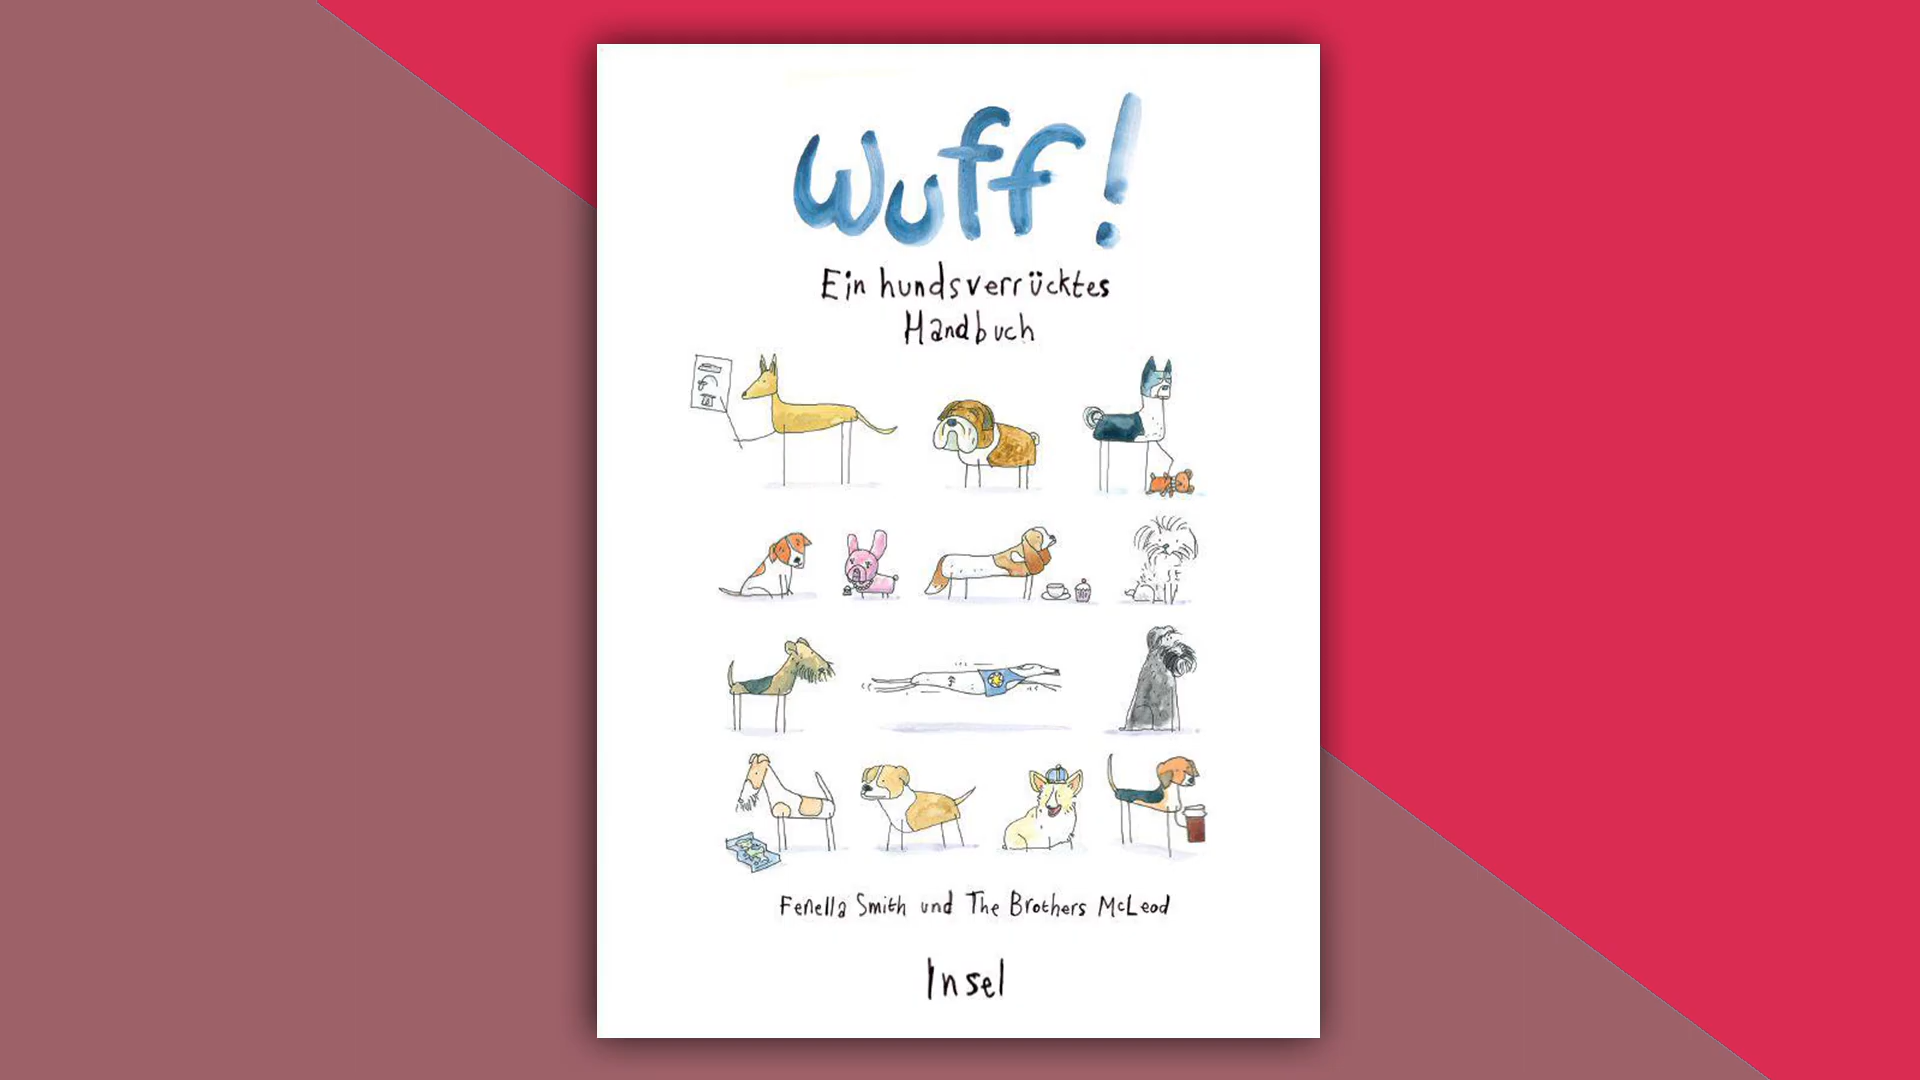 Wuff!
Ein hundsverrücktes
Handbuch
Fenella Smith und The Brothers McLeod
Insel